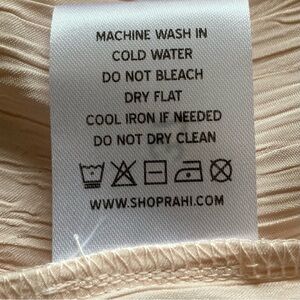 MACHINE WASH IN
COLD WATER
DO NOT BLEACH
DRY FLAT
COOL IRON IF NEEDED
DO NOT DRY CLEAN
WWW.SHOPRAHI.COM